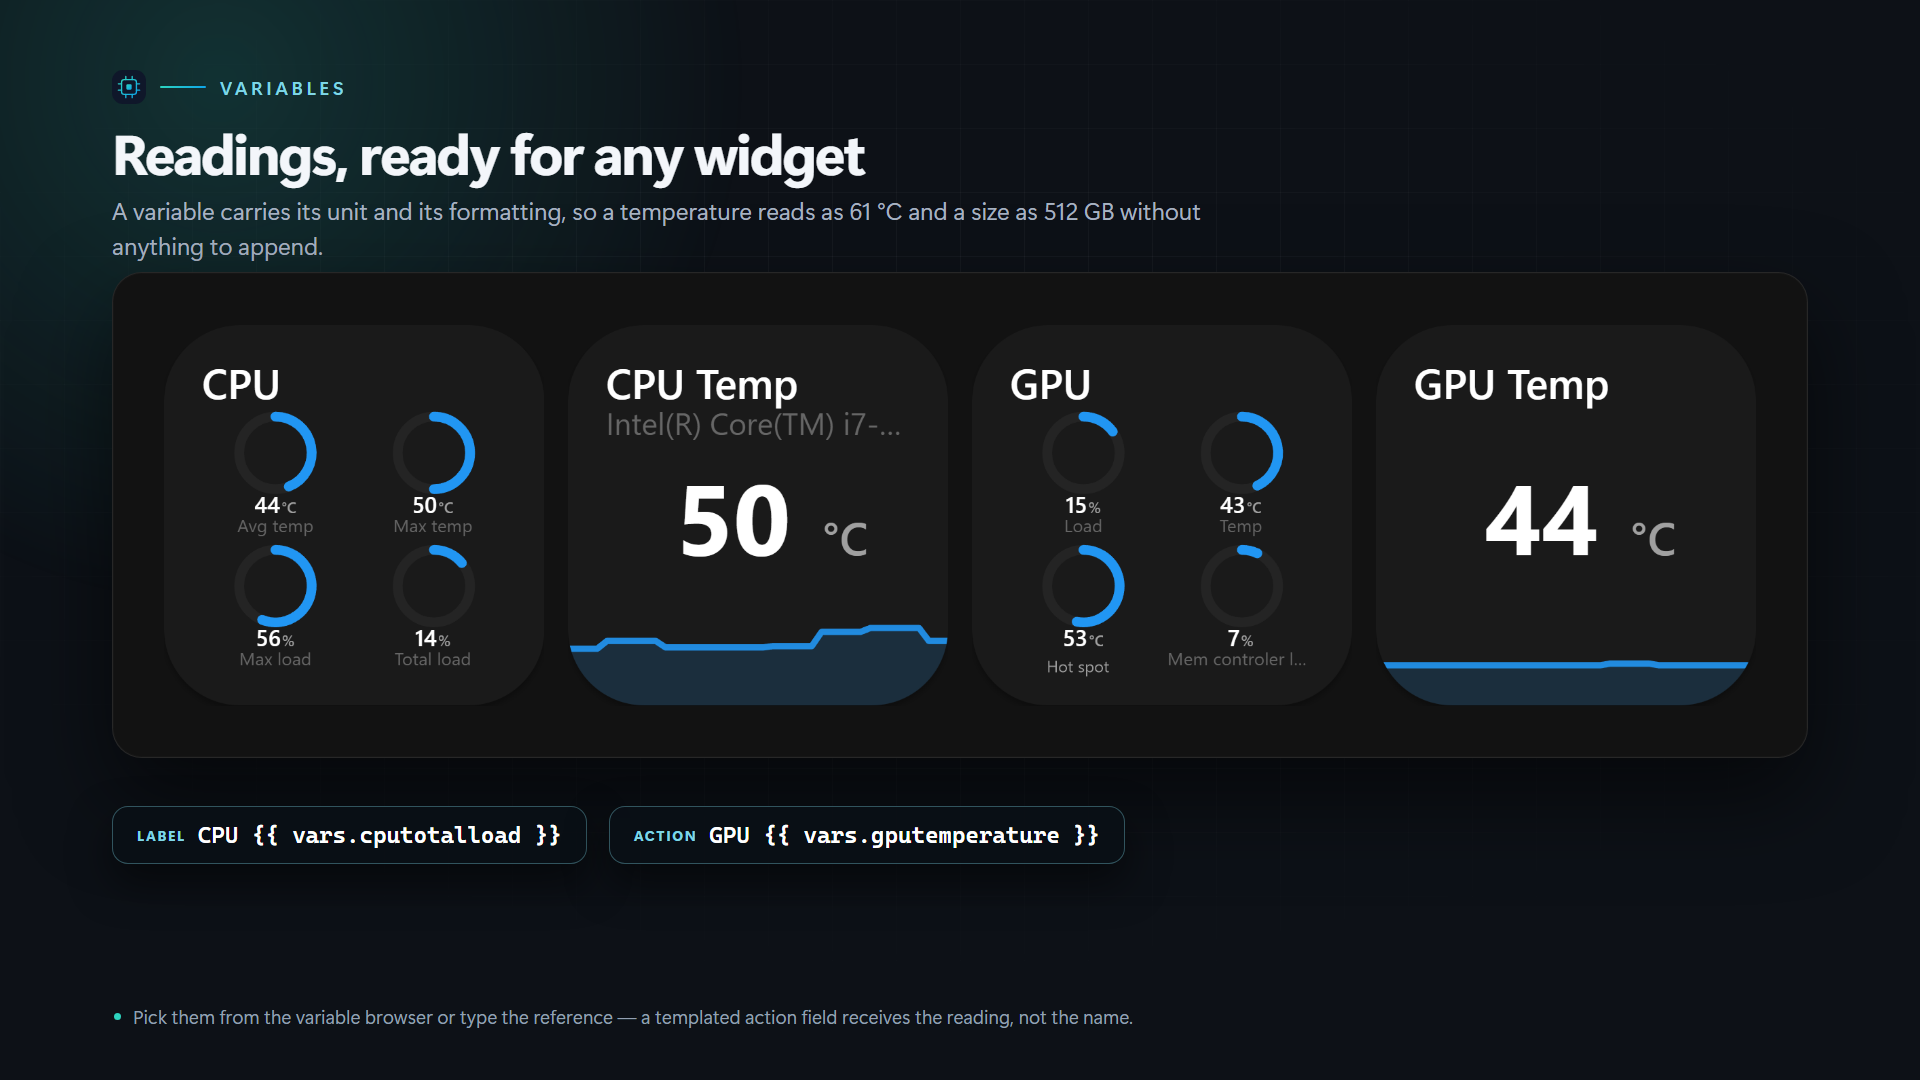 VARIABLES
Readings, ready for any widget
A variable carries its unit and its formatting, so a temperature reads as 61 °C and a size as 512 GB without
anything to append.
CPU
44°C
Avg temp
50°C
Max temp
56%
Max load
14%
Total load
CPU Temp
Intel(R) Core(TM) i7-...
50 °C
GPU
15%
Load
43°C
Temp
53°C
Hot spot
7%
Mem controler l...
GPU Temp
44 °C
LABEL CPU {{ vars.cputotalload }}
ACTION GPU {{ vars.gputemperature }}
Pick them from the variable browser or type the reference — a templated action field receives the reading, not the name.